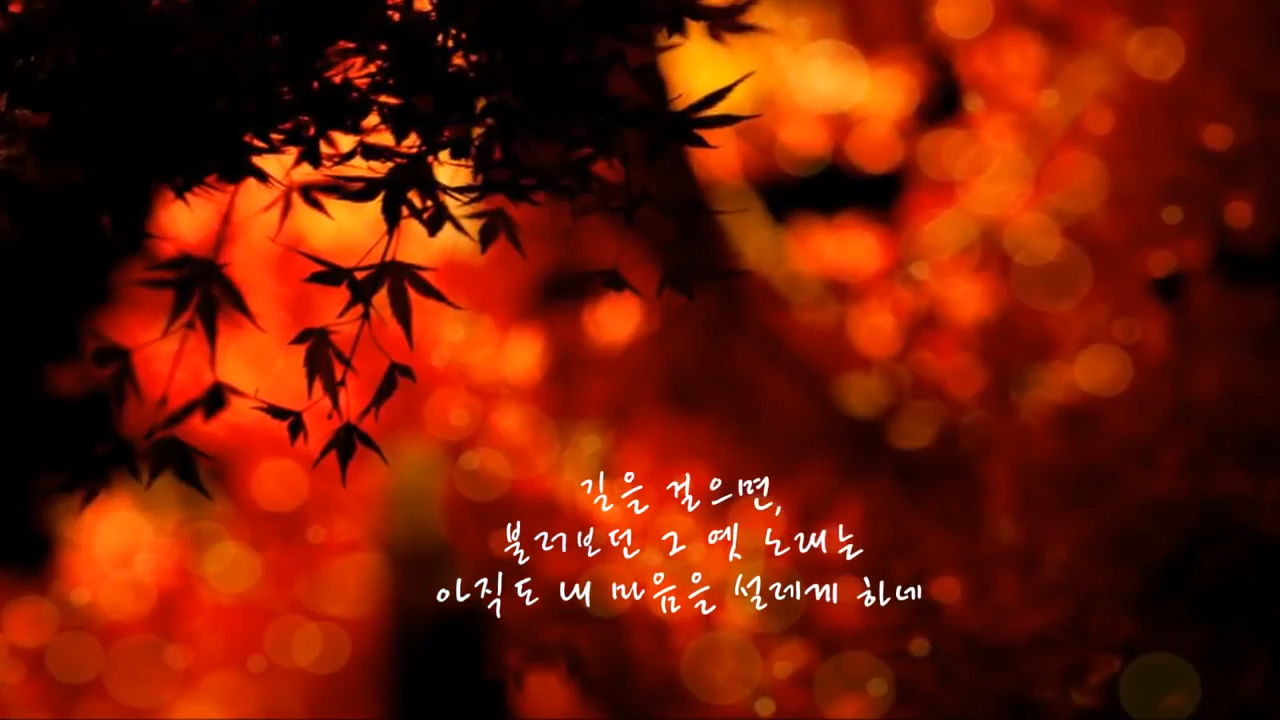 길을 걸으면,
불러보던 그 옛 노래는
아직도 내 마음을 설레게 하네